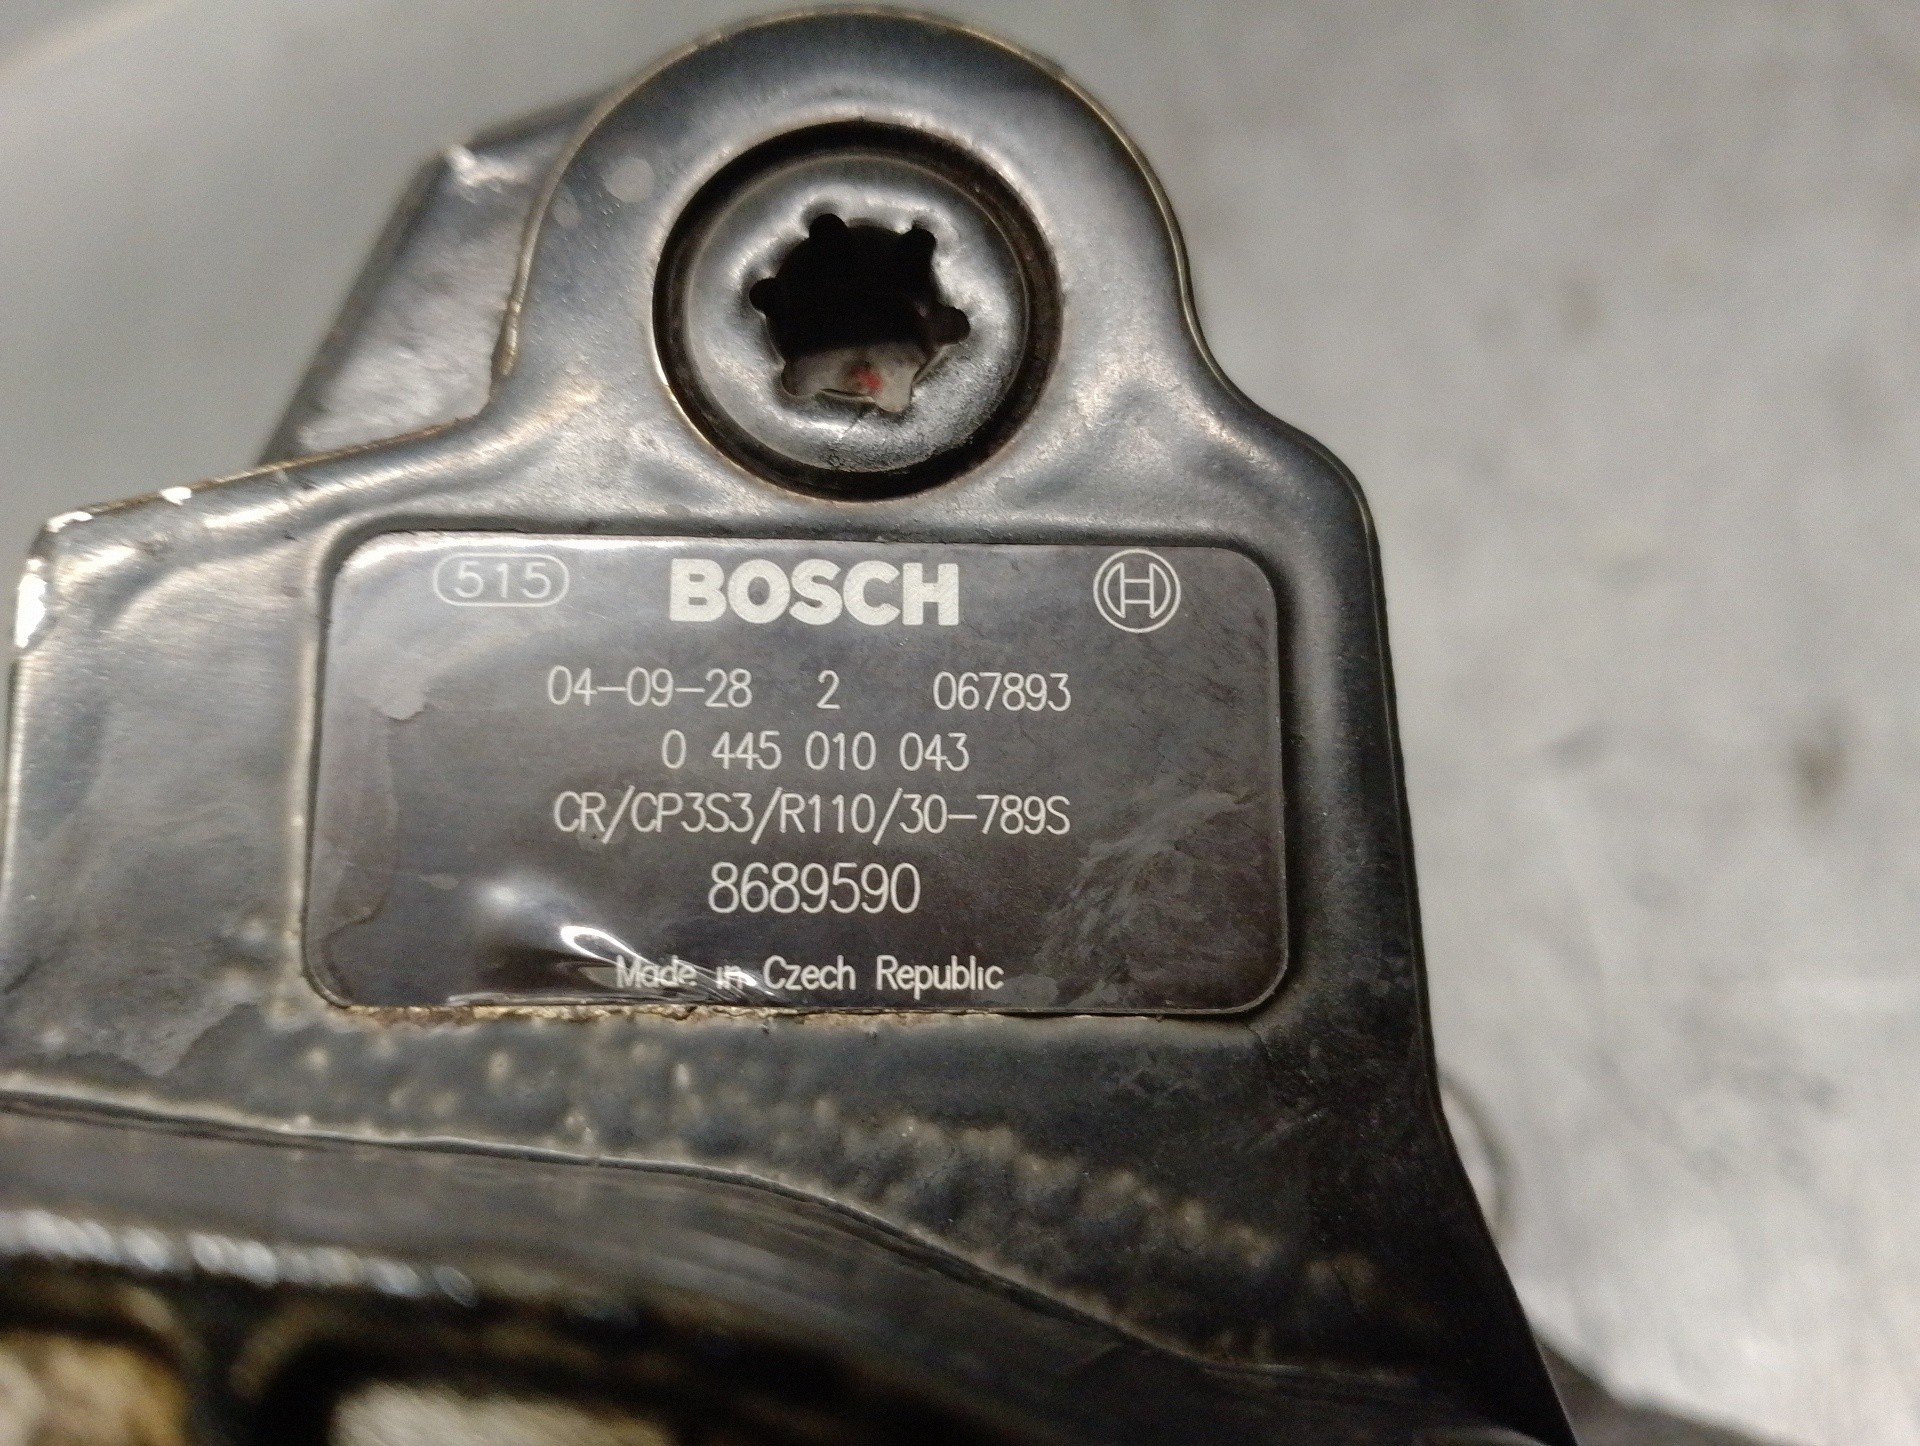 515 BOSCH
04-09-28 2 067893
0 445 010 043
CR/CP3S3/R110/30-789S
8689590
Made in Czech Republic